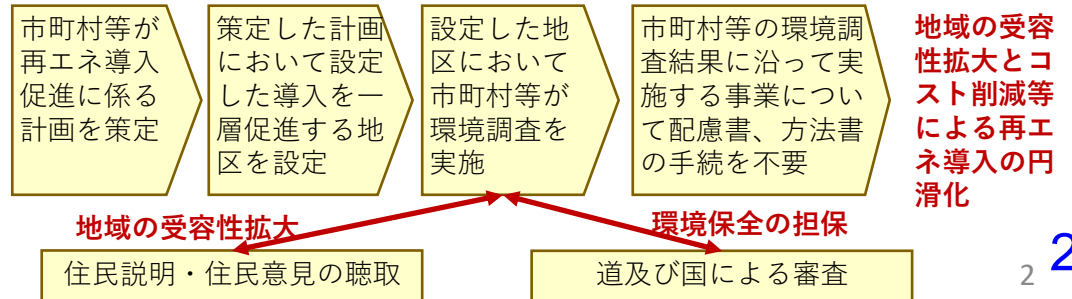 市町村等が
再エネ導入
促進に係る
計画を策定
策定した計画
において設定
した導入を一
層促進する地
区を設定
設定した地
区において
市町村等が
環境調査を
実施
市町村等の環境調
査結果に沿って実
施する事業につい
て配慮書、方法書
の手続を不要
地域の受容
性拡大とコ
スト削減等
による再エ
ネ導入の円
滑化
地域の受容性拡大
環境保全の担保
住民説明・住民意見の聴取
道及び国による審査
2
2